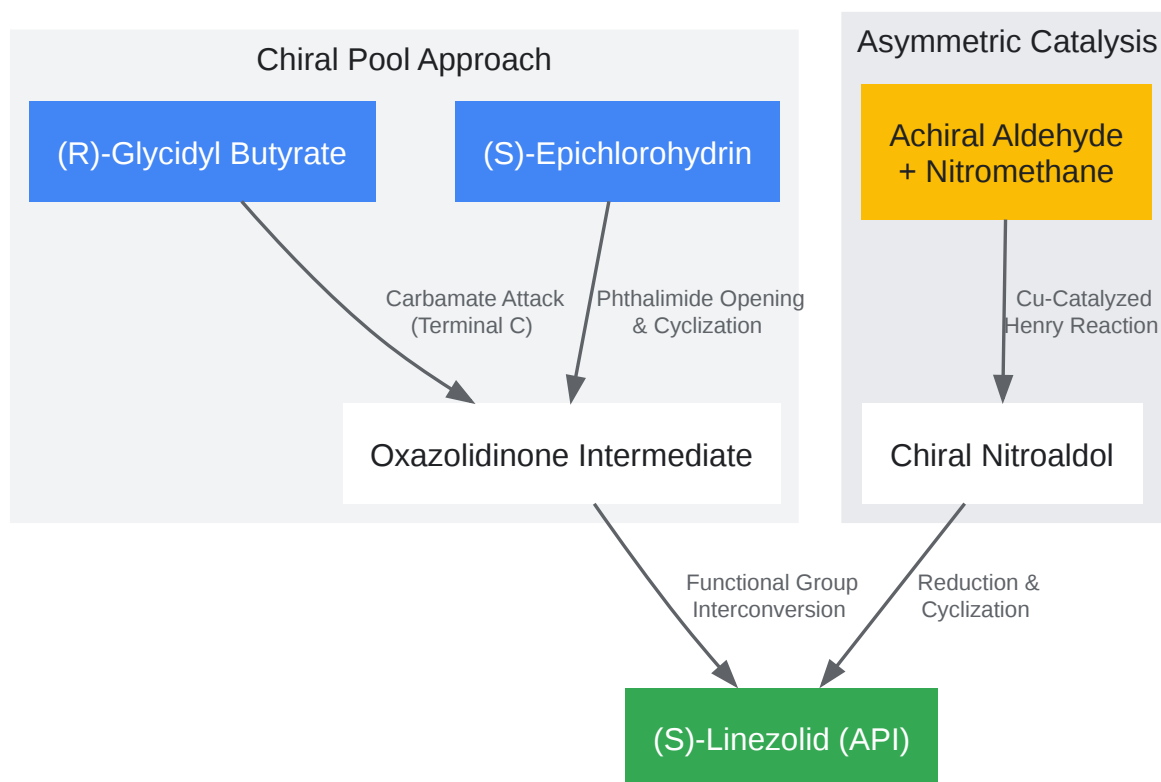 Chiral Pool Approach
Asymmetric Catalysis
(R)-Glycidyl Butyrate
(S)-Epichlorohydrin
Achiral Aldehyde
+ Nitromethane
Carbamate Attack
(Terminal C)
Phthalimide Opening
& Cyclization
Cu-Catalyzed
Henry Reaction
Oxazolidinone Intermediate
Chiral Nitroaldol
Functional Group
Interconversion
Reduction &
Cyclization
(S)-Linezolid (API)